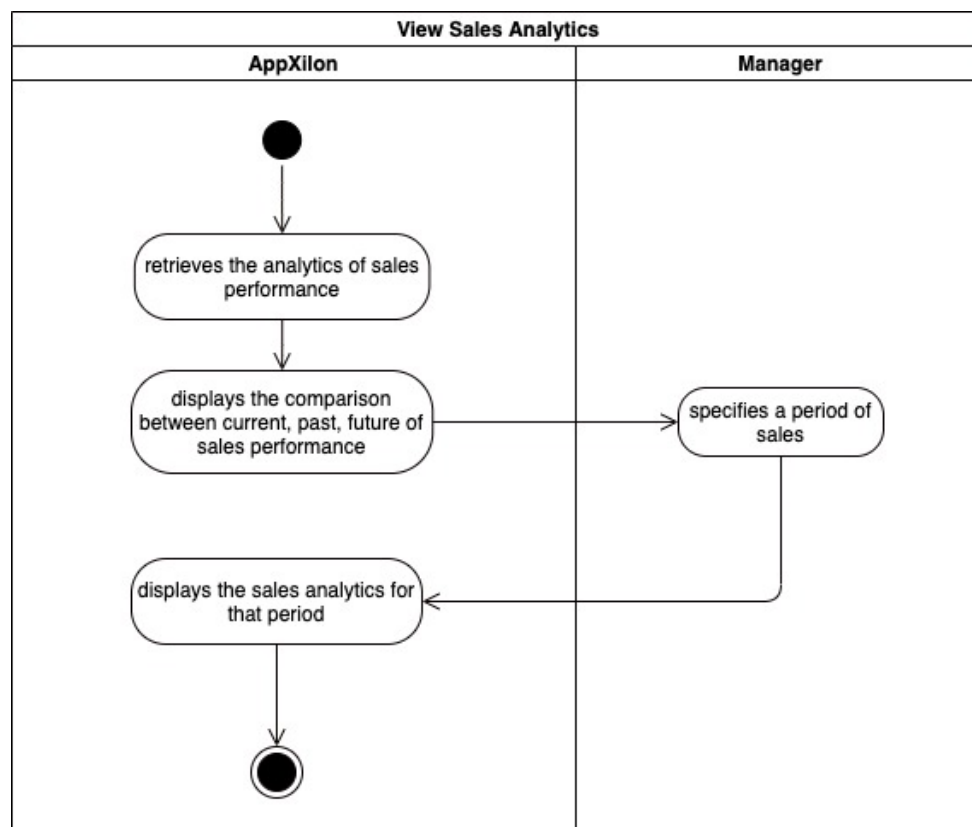 View Sales Analytics
AppXilon
Manager
retrieves the analytics of sales
performance
displays the comparison
between current, past, future of
sales performance
specifies a period of
sales
displays the sales analytics for
that period